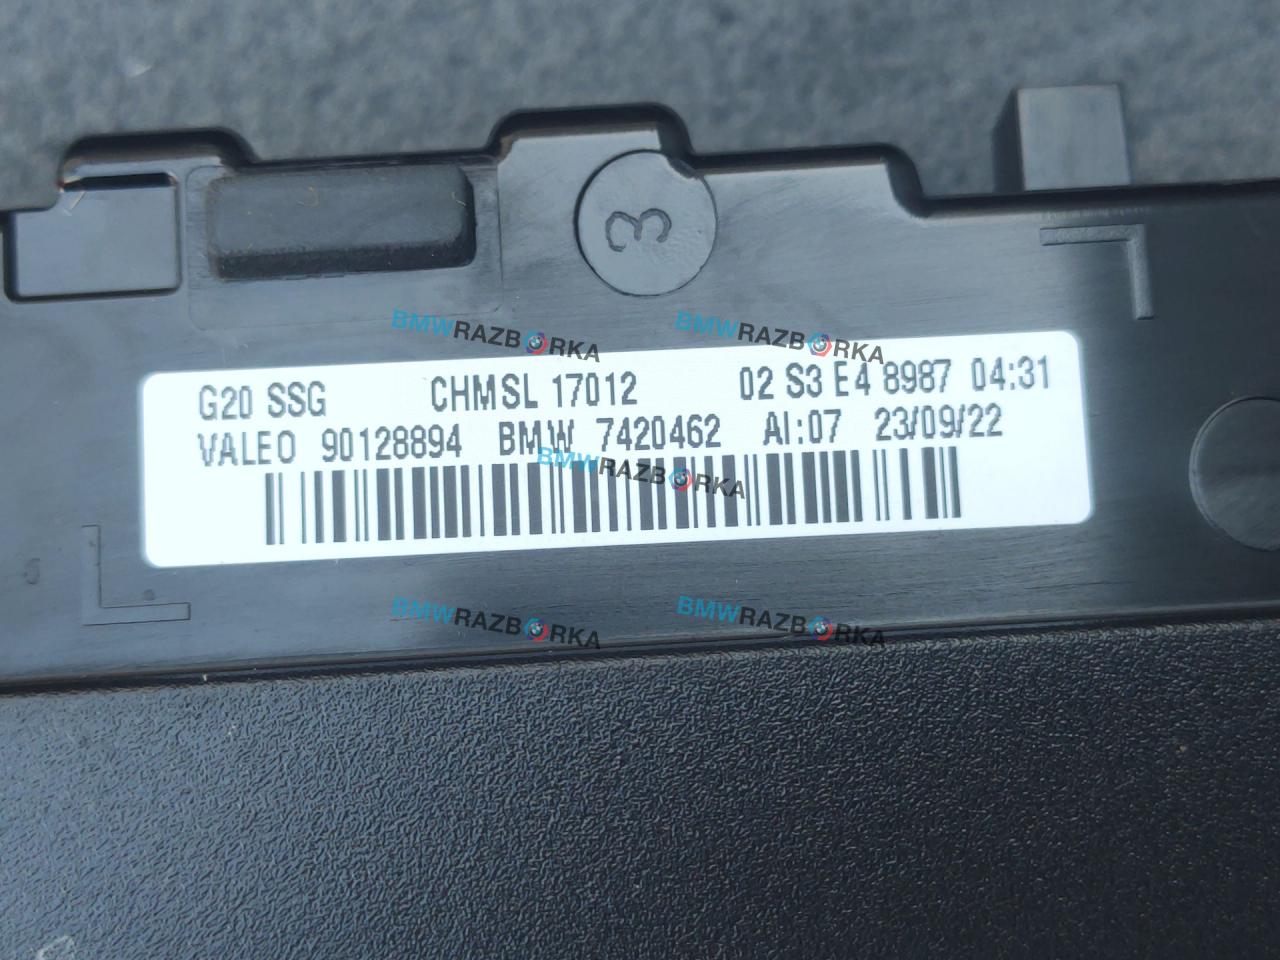 3
BMWRAZBORKA
BMWRAZBORKA
G20 SSG CHMSL 17012 02 S3 E4 8987 04:31
VALEO 90128894 BMW 7420462 AI:07 23/09/22
BMWRAZBORKA
BMWRAZBORKA
BMWRAZBORKA